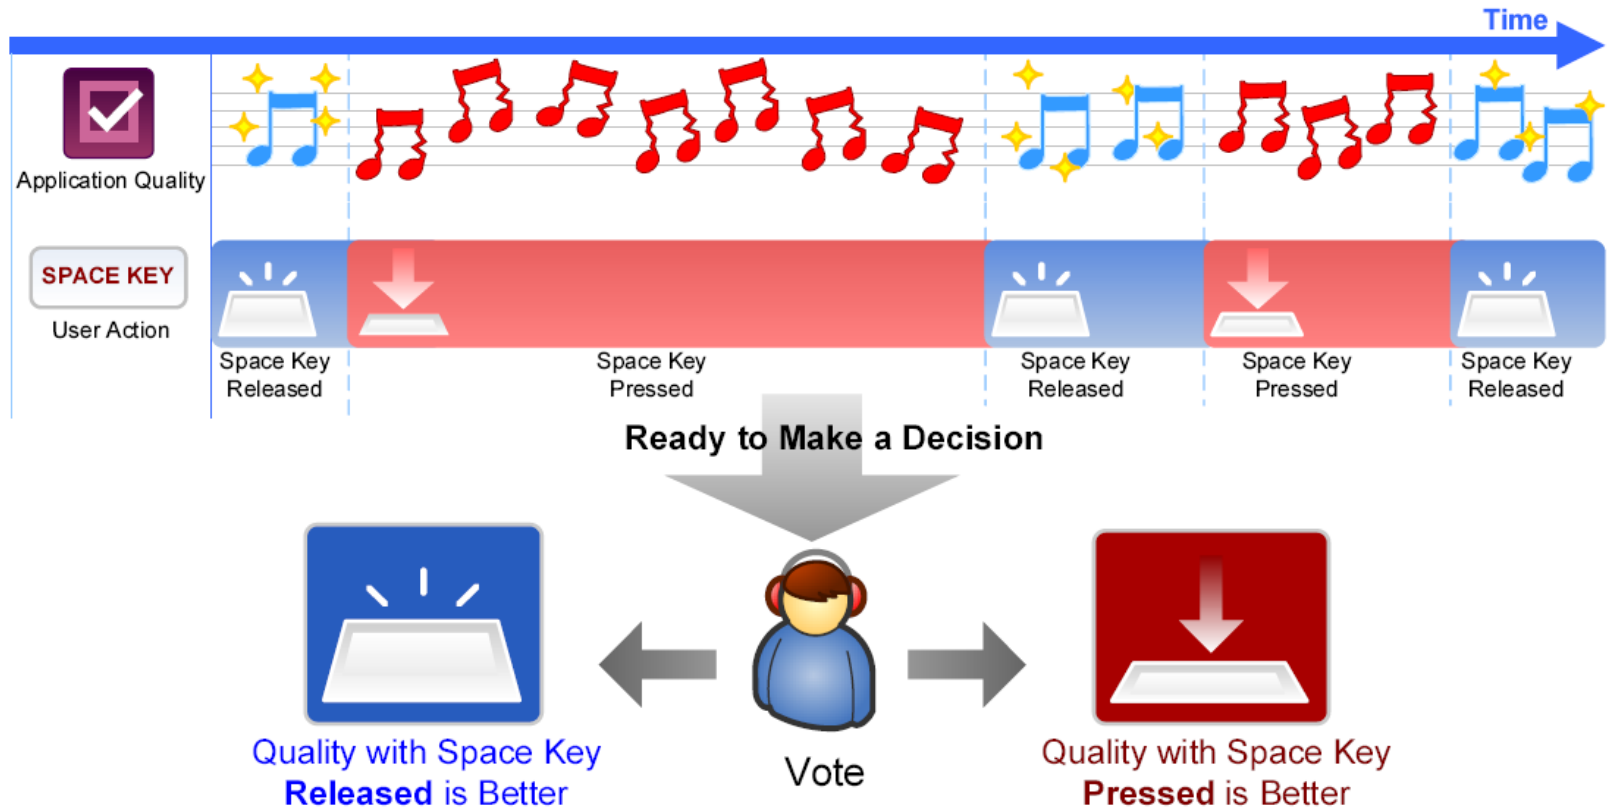 Time
Application Quality
SPACE KEY
User Action
Space Key
Released
Space Key
Pressed
Space Key
Released
Space Key
Pressed
Space Key
Released
Ready to Make a Decision
Quality with Space Key
Released is Better
Vote
Quality with Space Key
Pressed is Better